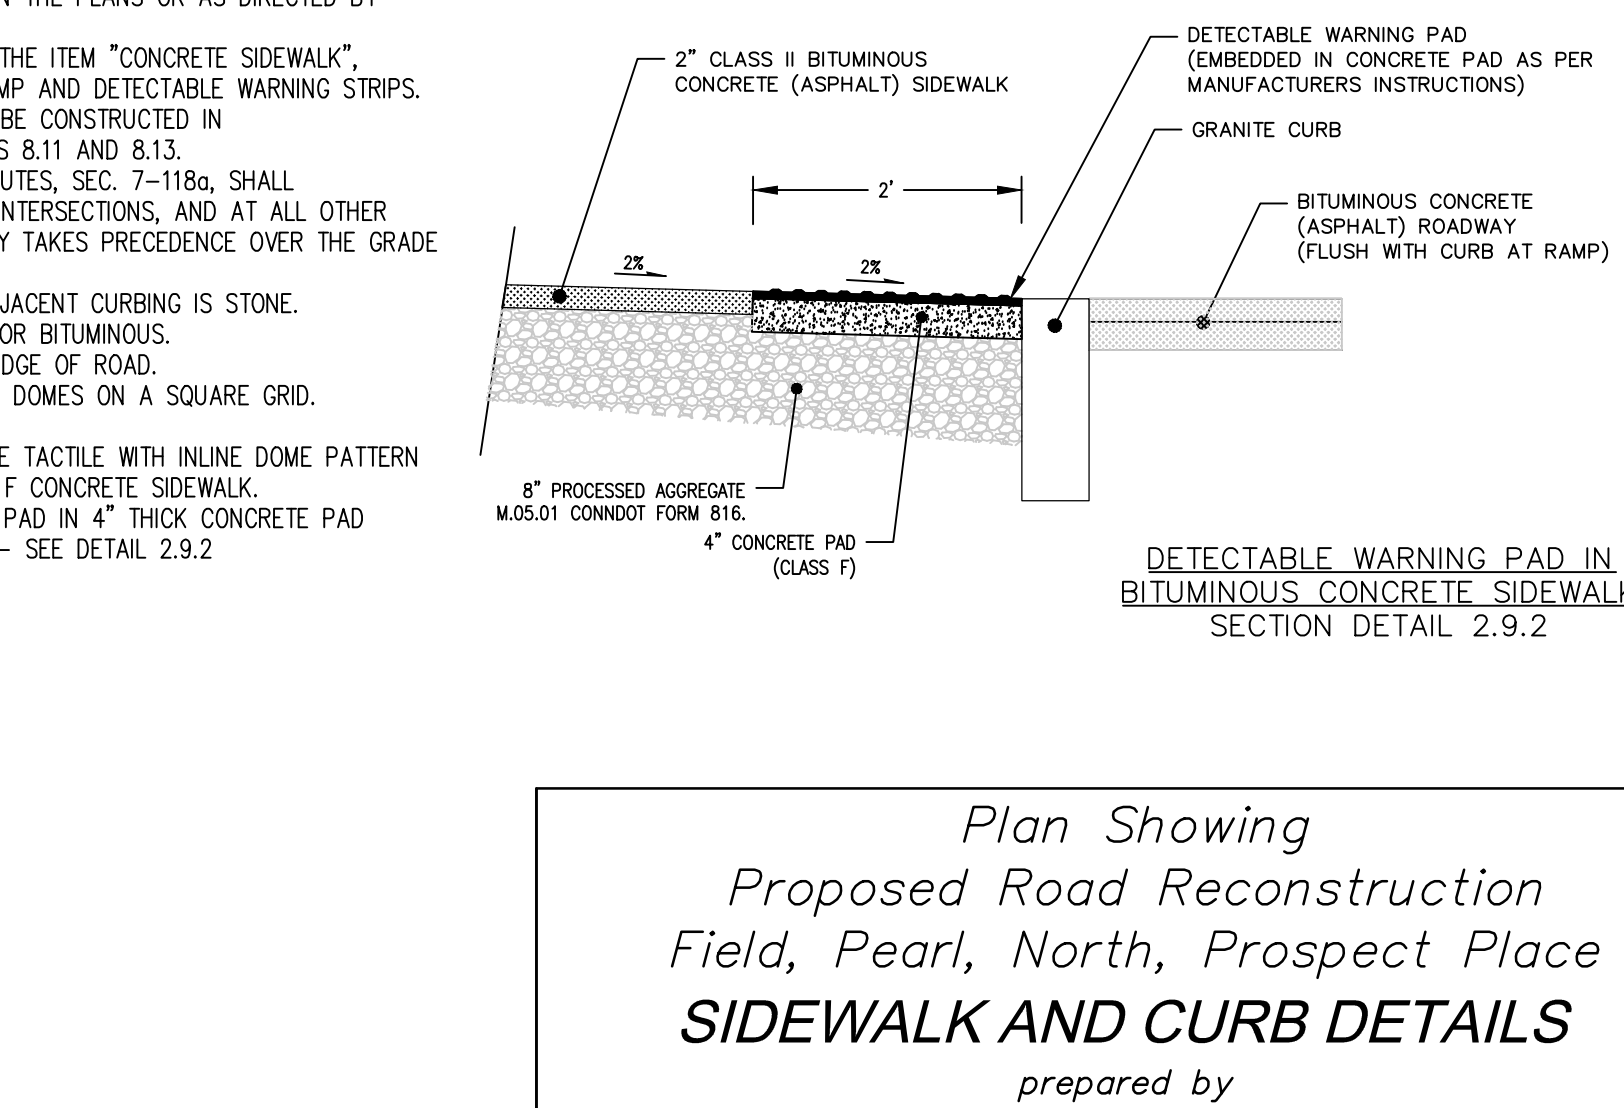 N THE PLANS OR AS DIRECTED BY
THE ITEM "CONCRETE SIDEWALK",
MP AND DETECTABLE WARNING STRIPS.
BE CONSTRUCTED IN
S 8.11 AND 8.13.
UTES, SEC. 7-118a, SHALL
NTERSECTIONS, AND AT ALL OTHER
Y TAKES PRECEDENCE OVER THE GRADE
JACENT CURBING IS STONE.
OR BITUMINOUS.
DGE OF ROAD.
DOMES ON A SQUARE GRID.
E TACTILE WITH INLINE DOME PATTERN
F CONCRETE SIDEWALK.
PAD IN 4" THICK CONCRETE PAD
- SEE DETAIL 2.9.2
2" CLASS II BITUMINOUS
CONCRETE (ASPHALT) SIDEWALK
DETECTABLE WARNING PAD
(EMBEDDED IN CONCRETE PAD AS PER
MANUFACTURERS INSTRUCTIONS)
GRANITE CURB
2'
BITUMINOUS CONCRETE
(ASPHALT) ROADWAY
(FLUSH WITH CURB AT RAMP)
2%
2%
8" PROCESSED AGGREGATE
M.05.01 CONNDOT FORM 816.
4" CONCRETE PAD
(CLASS F)
DETECTABLE WARNING PAD IN
BITUMINOUS CONCRETE SIDEWALK
SECTION DETAIL 2.9.2
Plan Showing
Proposed Road Reconstruction
Field, Pearl, North, Prospect Place
SIDEWALK AND CURB DETAILS
prepared by